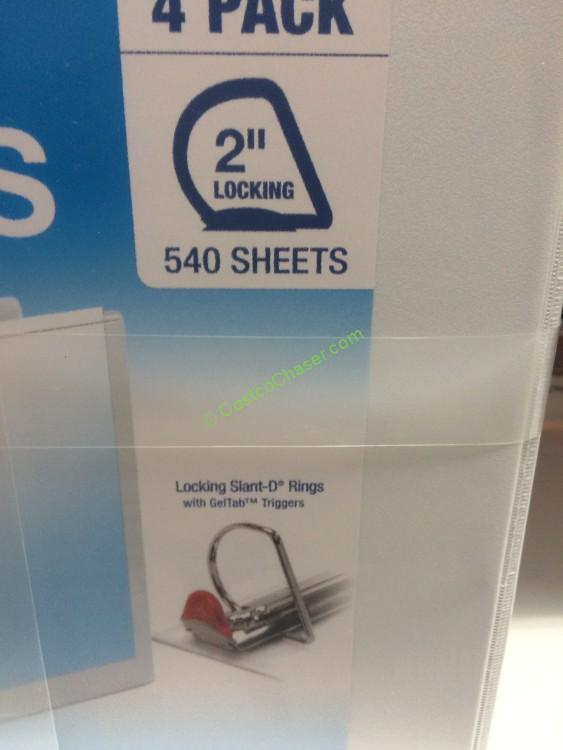 4 PACK
2"
LOCKING
540 SHEETS
S
© CostcoChaser.com
Locking Slant-D® Rings
with GelTab™ Triggers